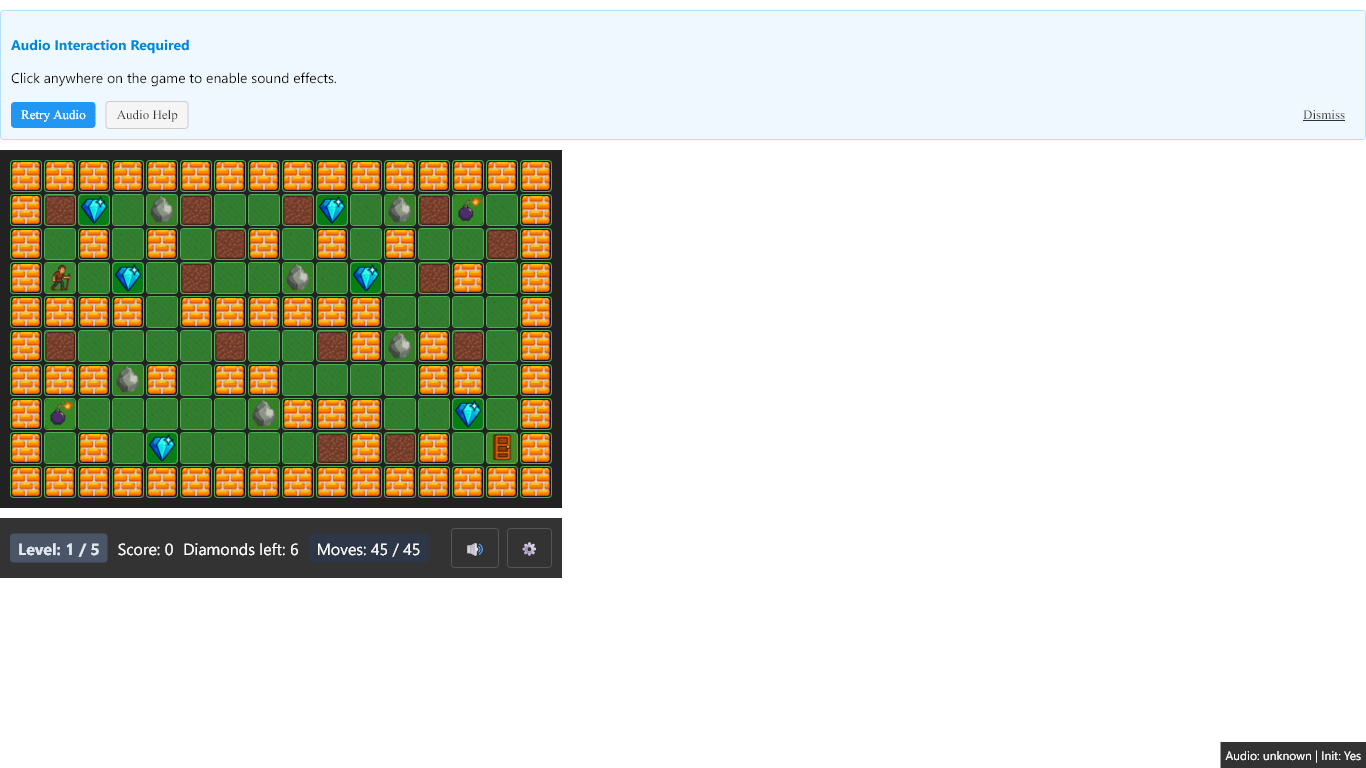 Audio Interaction Required
Click anywhere on the game to enable sound effects.
Retry Audio Audio Help Dismiss
Level: 1 / 5 Score: 0 Diamonds left: 6 Moves: 45 / 45
Audio: unknown | Init: Yes